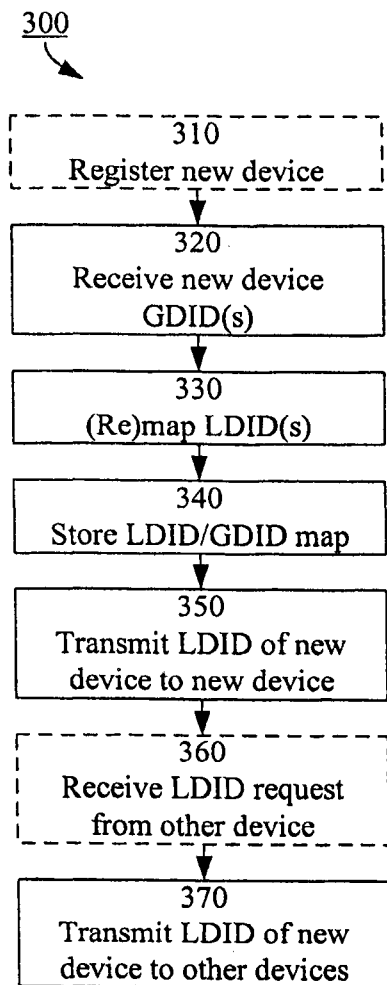 300
310
Register new device
320
Receive new device
GDID(s)
330
(Re)map LDID(s)
340
Store LDID/GDID map
350
Transmit LDID of new
device to new device
360
Receive LDID request
from other device
370
Transmit LDID of new
device to other devices